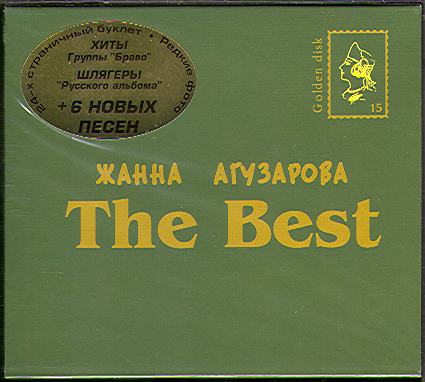 24-х страничный буклет • Редкие фото
ХИТЫ
Группы "Браво"
ШЛЯГЕРЫ
"Русского альбома"
+ 6 НОВЫХ
ПЕСЕН
Golden disk
15
ЖАННА АГУЗАРОВА
The Best